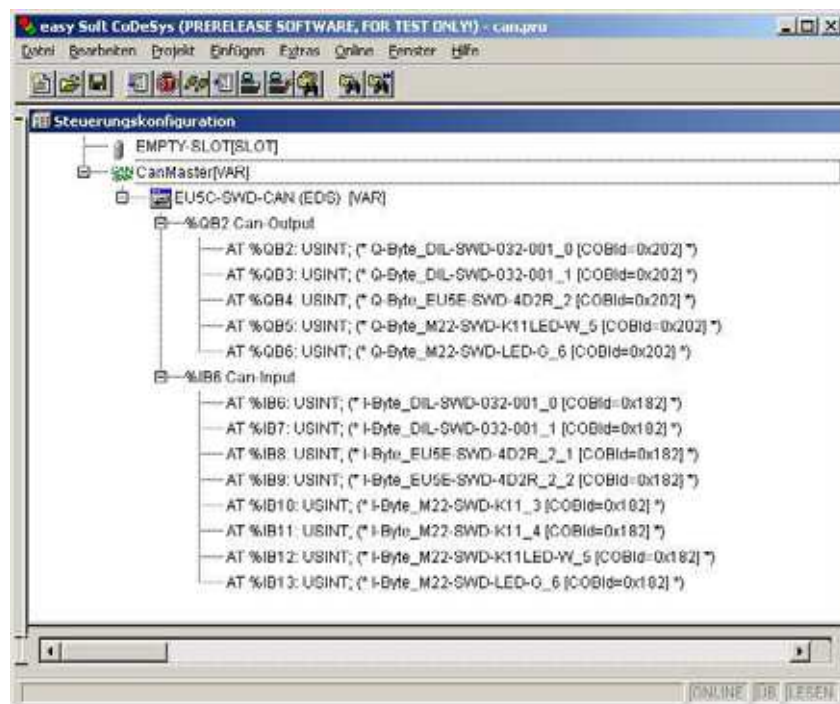 easy Soft CoDeSys (PRERELEASE SOFTWARE, FOR TEST ONLY!) - can.pro
Datei Bearbeiten Projekt Einfügen Extras Online Fenster Hilfe
Steuerungskonfiguration
EMPTY-SLOT[SLOT]
CanMaster[VAR]
EU5C-SWD-CAN (EDS) [VAR]
%QB2 Can-Output
AT %QB2: USINT; (* Q-Byte_DIL-SWD-032-001_0 [COBId=0x202] *)
AT %QB3: USINT; (* Q-Byte_DIL-SWD-032-001_1 [COBId=0x202] *)
AT %QB4: USINT; (* Q-Byte_EU5E-SWD-4D2R_2 [COBId=0x202] *)
AT %QB5: USINT; (* Q-Byte_M22-SWD-K11LED-W_5 [COBId=0x202] *)
AT %QB6: USINT; (* Q-Byte_M22-SWD-LED-G_6 [COBId=0x202] *)
%IB6 Can-Input
AT %IB6: USINT; (* I-Byte_DIL-SWD-032-001_0 [COBId=0x182] *)
AT %IB7: USINT; (* I-Byte_DIL-SWD-032-001_1 [COBId=0x182] *)
AT %IB8: USINT; (* I-Byte_EU5E-SWD-4D2R_2_1 [COBId=0x182] *)
AT %IB9: USINT; (* I-Byte_EU5E-SWD-4D2R_2_2 [COBId=0x182] *)
AT %IB10: USINT; (* I-Byte_M22-SWD-K11_3 [COBId=0x182] *)
AT %IB11: USINT; (* I-Byte_M22-SWD-K11_4 [COBId=0x182] *)
AT %IB12: USINT; (* I-Byte_M22-SWD-K11LED-W_5 [COBId=0x182] *)
AT %IB13: USINT; (* I-Byte_M22-SWD-LED-G_6 [COBId=0x182] *)
ONLINE ÜB LESEN